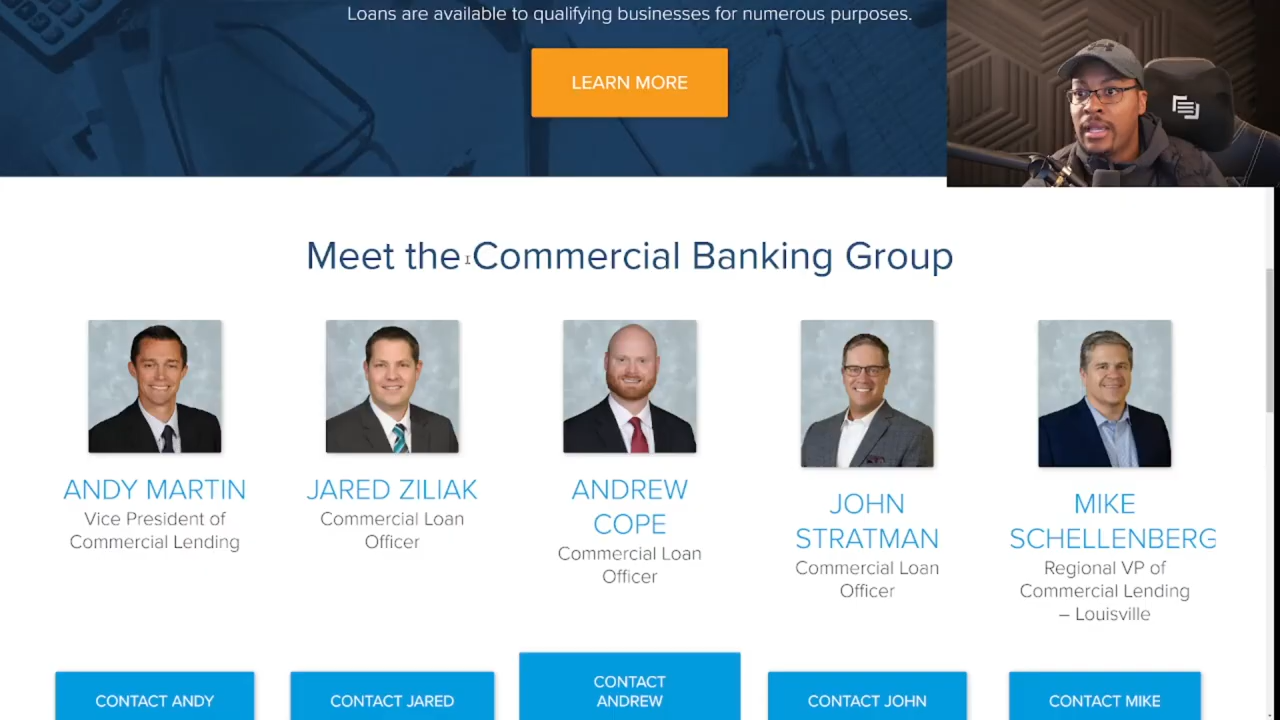 Loans are available to qualifying businesses for numerous purposes.
LEARN MORE
Meet the Commercial Banking Group
ANDY MARTIN
Vice President of
Commercial Lending
JARED ZILIAK
Commercial Loan
Officer
ANDREW
COPE
Commercial Loan
Officer
JOHN
STRATMAN
Commercial Loan
Officer
MIKE
SCHELLENBERG
Regional VP of
Commercial Lending
– Louisville
CONTACT ANDY
CONTACT JARED
CONTACT
ANDREW
CONTACT JOHN
CONTACT MIKE